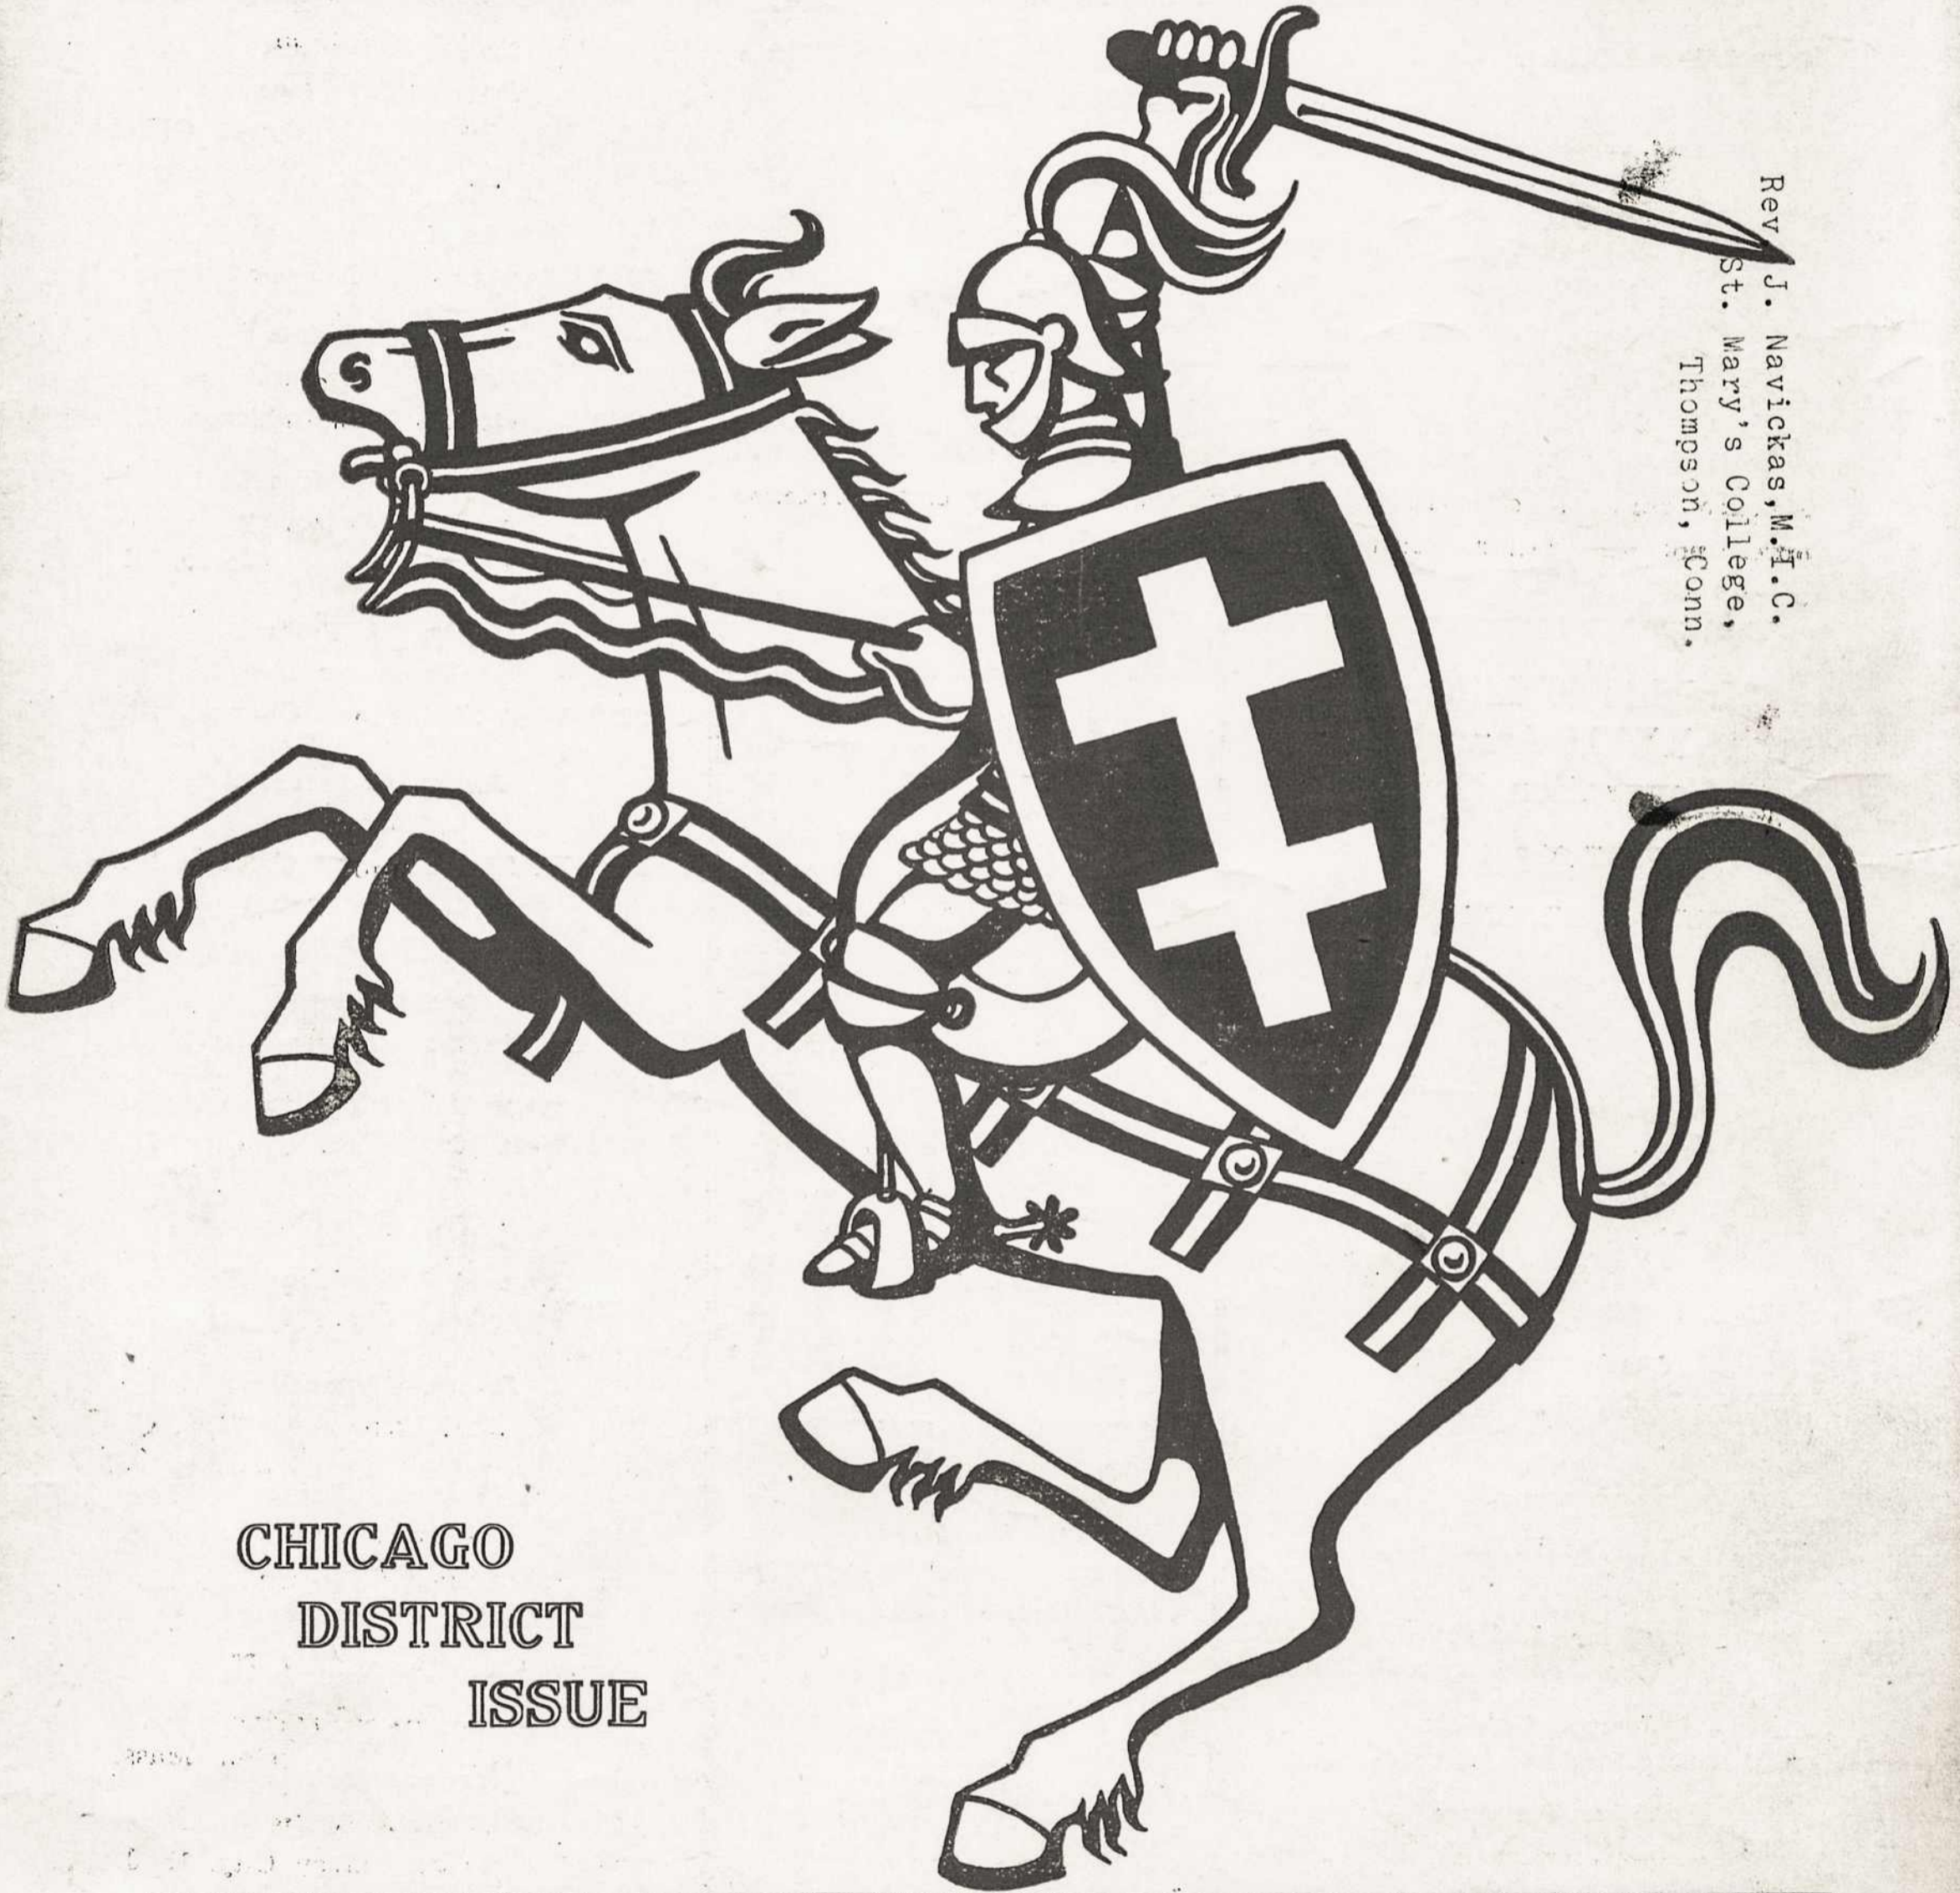 Rev. J. Navickas,M.I.C.
St. Mary's College,
Thompson, Conn.
CHICAGO
DISTRICT
ISSUE